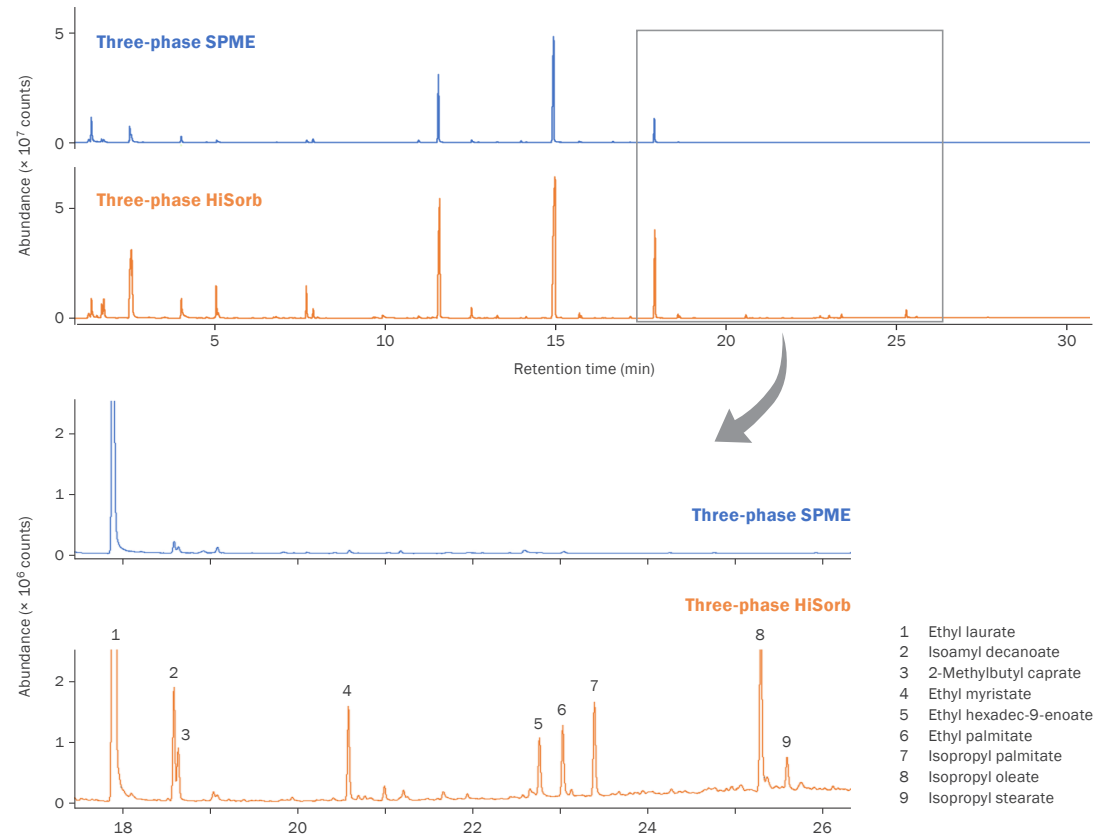 5
Three-phase SPME
0
Abundance (× 10⁷ counts)
Three-phase HiSorb
5
0
5 10 15 20 25 30
Retention time (min)
2
1
Three-phase SPME
0
Abundance (× 10⁶ counts)
Three-phase HiSorb
1 2 3 4 5 6 7 8 9
2
1
0
18 20 22 24 26
1 Ethyl laurate
2 Isoamyl decanoate
3 2-Methylbutyl caprate
4 Ethyl myristate
5 Ethyl hexadec-9-enoate
6 Ethyl palmitate
7 Isopropyl palmitate
8 Isopropyl oleate
9 Isopropyl stearate